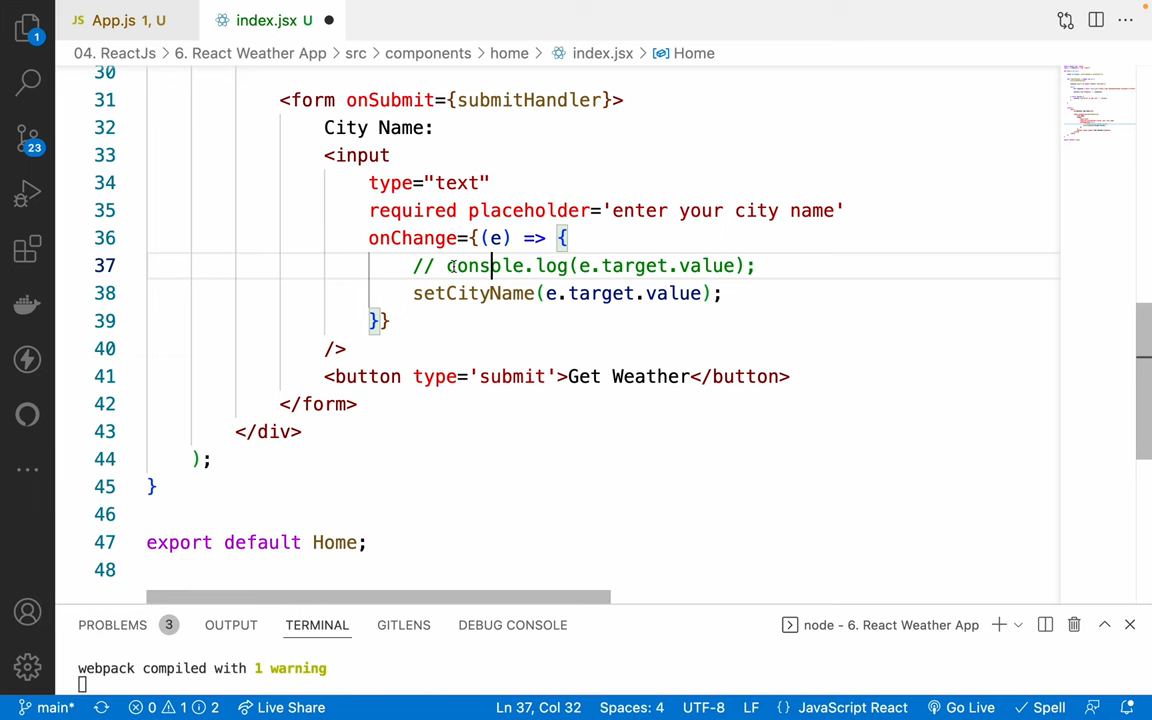 JS App.js 1, U
index.jsx U
04. ReactJs > 6. React Weather App > src > components > home > index.jsx > Home
1
23
30
31 <form onSubmit={submitHandler}>
32 City Name:
33 <input
34 type="text"
35 required placeholder='enter your city name'
36 onChange={(e) => {
37 // console.log(e.target.value);
38 setCityName(e.target.value);
39 }}
40 />
41 <button type='submit'>Get Weather</button>
42 </form>
43 </div>
44 );
45 }
46
47 export default Home;
48
PROBLEMS 3 OUTPUT TERMINAL GITLENS DEBUG CONSOLE node - 6. React Weather App
webpack compiled with 1 warning
main* 0 1 2 Live Share Ln 37, Col 32 Spaces: 4 UTF-8 LF {} JavaScript React Go Live Spell